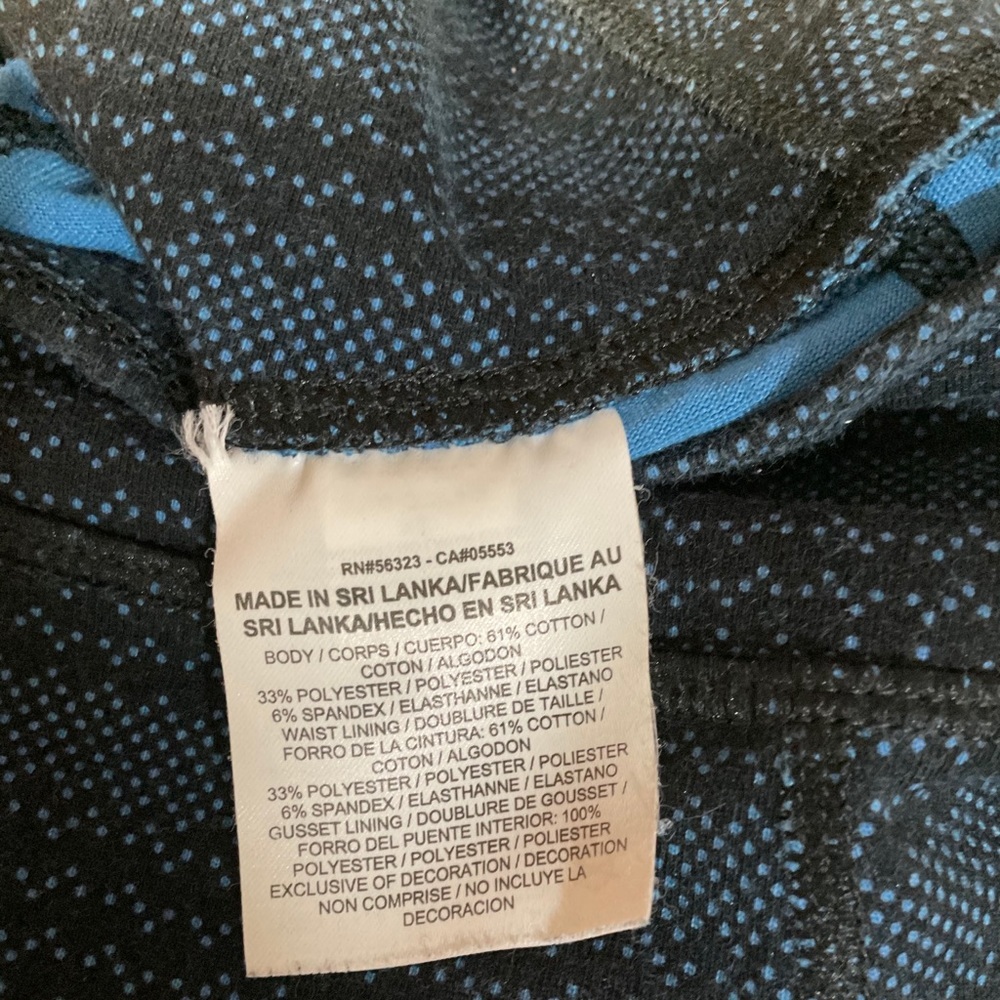 RN#56323 - CA#05553
MADE IN SRI LANKA/FABRIQUE AU
SRI LANKA/HECHO EN SRI LANKA
BODY / CORPS / CUERPO: 61% COTTON /
COTON / ALGODON
33% POLYESTER / POLYESTER / POLIESTER
6% SPANDEX / ELASTHANNE / ELASTANO
WAIST LINING / DOUBLURE DE TAILLE /
FORRO DE LA CINTURA: 61% COTTON /
COTON / ALGODON
33% POLYESTER / POLYESTER / POLIESTER
6% SPANDEX / ELASTHANNE / ELASTANO
GUSSET LINING / DOUBLURE DE GOUSSET /
FORRO DEL PUENTE INTERIOR: 100%
POLYESTER / POLYESTER / POLIESTER
EXCLUSIVE OF DECORATION / DECORATION
NON COMPRISE / NO INCLUYE LA
DECORACION